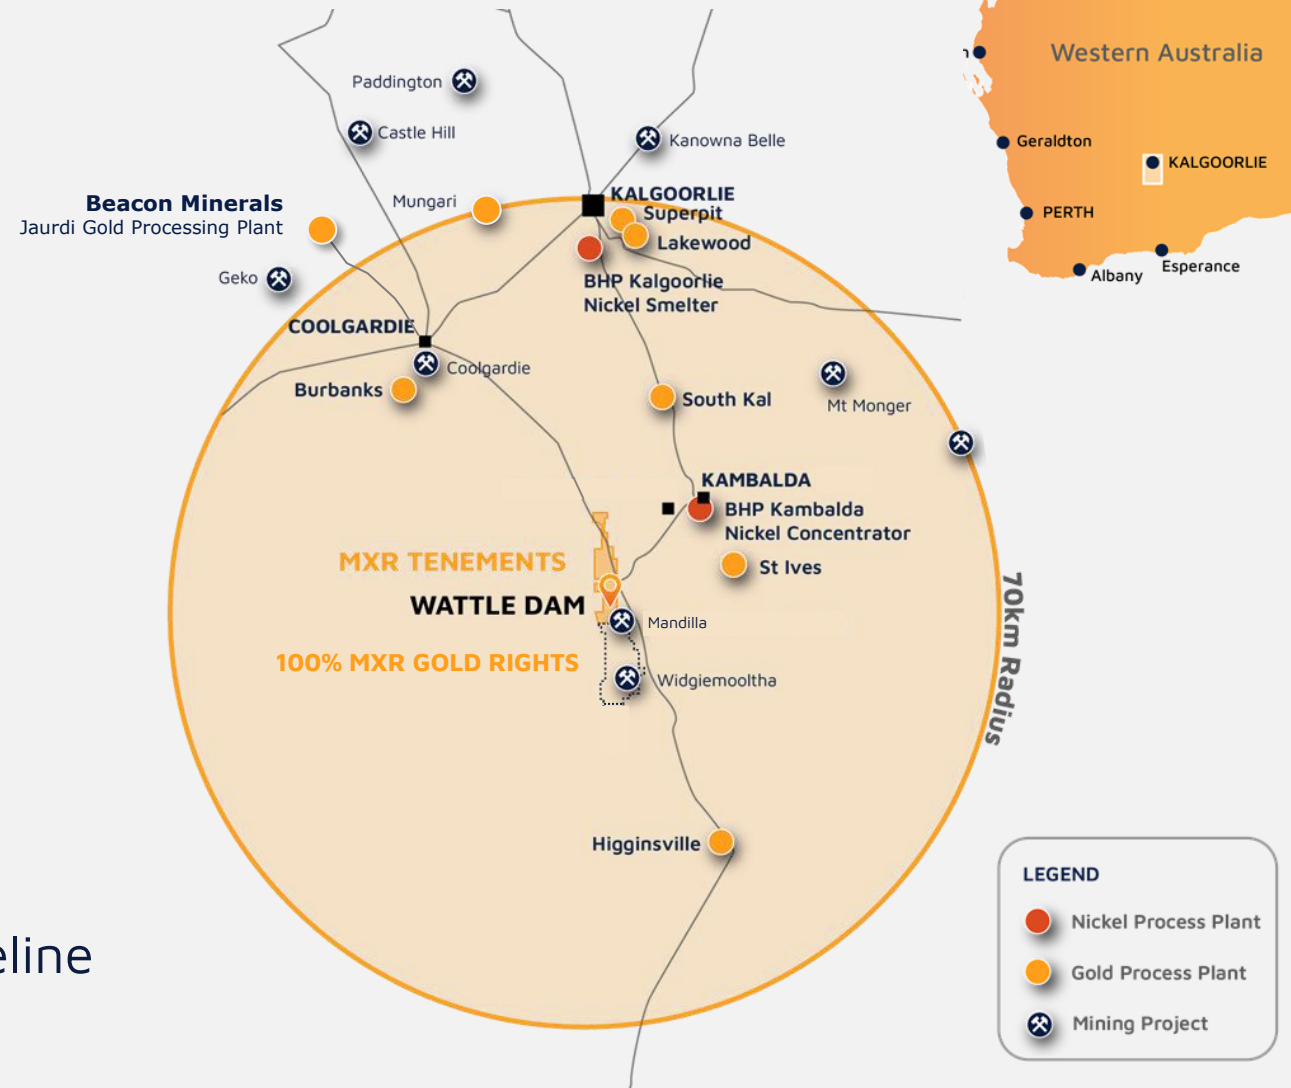 Western Australia
Geraldton
KALGOORLIE
PERTH
Albany
Esperance
Paddington
Castle Hill
Kanowna Belle
Beacon Minerals
Jaurdi Gold Processing Plant
Mungari
KALGOORLIE
Superpit
Lakewood
Geko
BHP Kalgoorlie
Nickel Smelter
COOLGARDIE
Coolgardie
Burbanks
South Kal
Mt Monger
KAMBALDA
BHP Kambalda
Nickel Concentrator
MXR TENEMENTS
St Ives
WATTLE DAM
Mandilla
100% MXR GOLD RIGHTS
Widgiemooltha
70km Radius
Higginsville
eline
LEGEND
Nickel Process Plant
Gold Process Plant
Mining Project